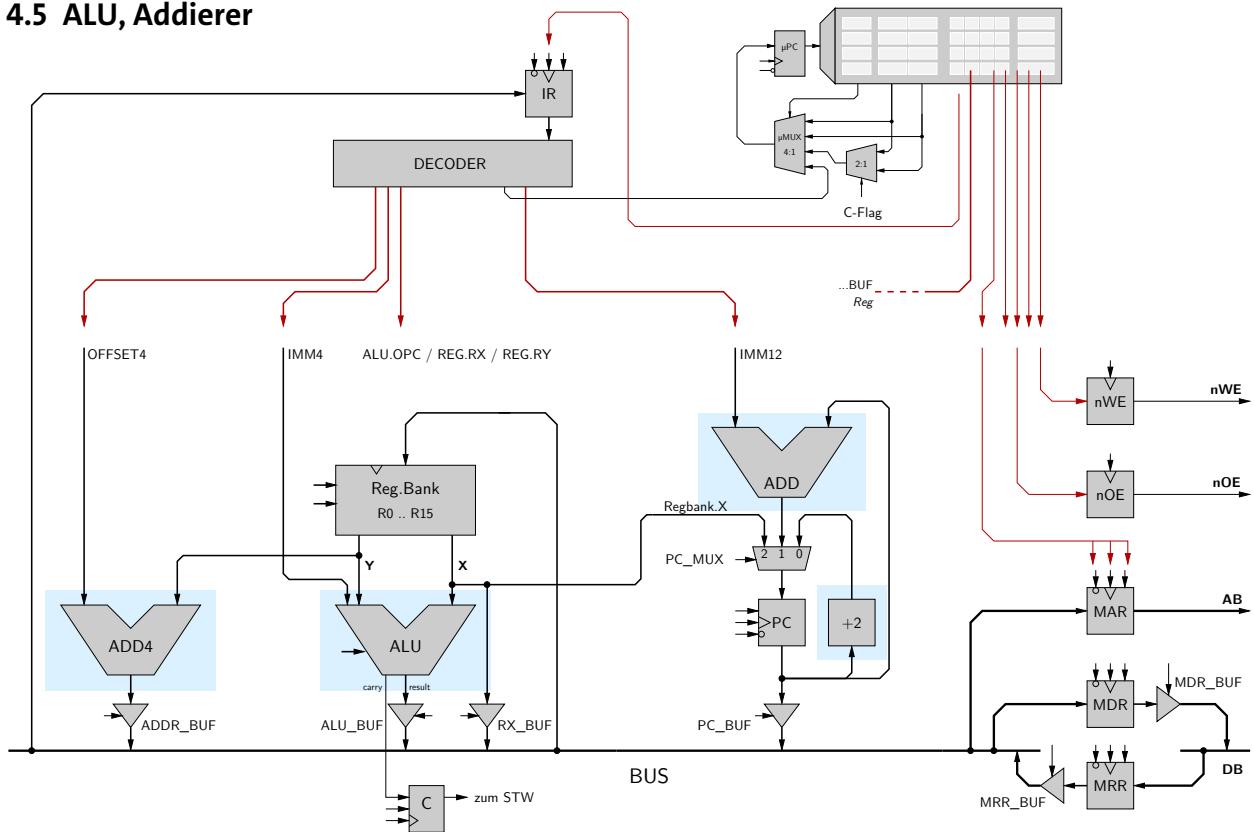 4.5 ALU, Addierer
µPC
IR
µMUX
4:1
2:1
C-Flag
DECODER
...BUF
Reg
OFFSET4
IMM4
ALU.OPC / REG.RX / REG.RY
IMM12
nWE
nWE
ADD
Reg.Bank
R0 .. R15
nOE
nOE
Regbank.X
2 1 0
PC_MUX
Y
X
MAR
AB
PC
+2
ADD4
ALU
carry
result
MDR_BUF
MDR
ADDR_BUF
ALU_BUF
RX_BUF
PC_BUF
BUS
DB
MRR
MRR_BUF
C
zum STW